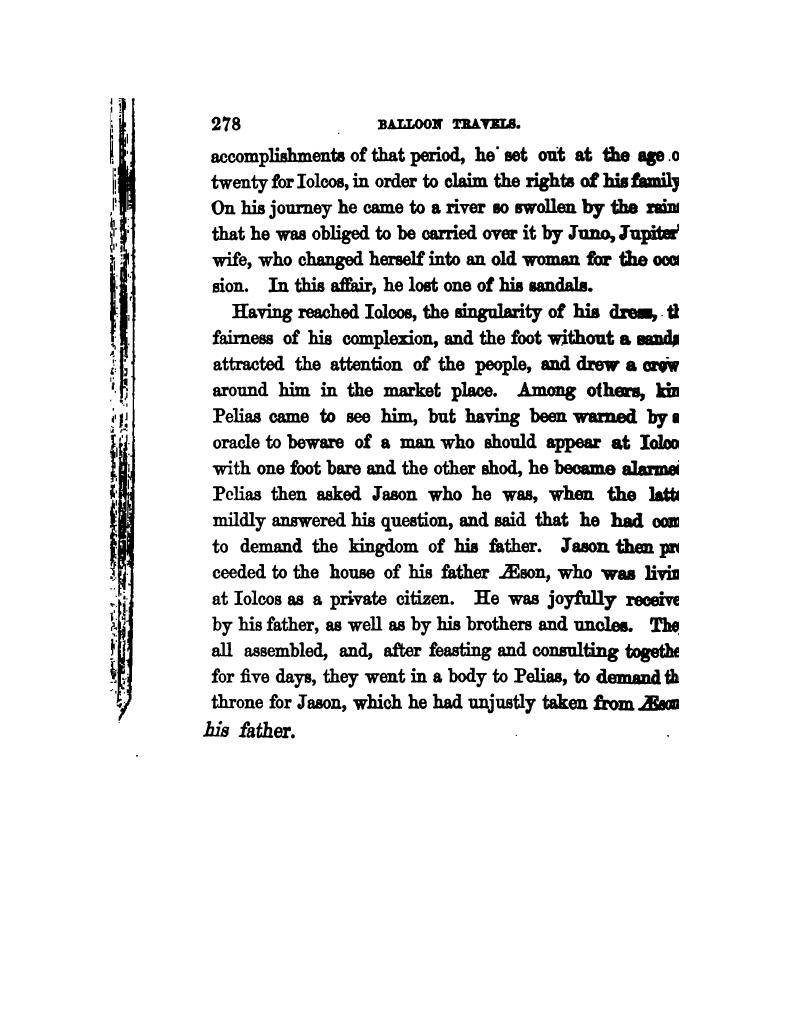 278 BALLOON TRAVELS.
accomplishments of that period, he set out at the age o
twenty for Iolcos, in order to claim the rights of his family
On his journey he came to a river so swollen by the rains
that he was obliged to be carried over it by Juno, Jupiter'
wife, who changed herself into an old woman for the occa
sion. In this affair, he lost one of his sandals.
Having reached Iolcos, the singularity of his dress, th
fairness of his complexion, and the foot without a sanda
attracted the attention of the people, and drew a crow
around him in the market place. Among others, kin
Pelias came to see him, but having been warned by a
oracle to beware of a man who should appear at Iolco
with one foot bare and the other shod, he became alarmed
Pelias then asked Jason who he was, when the latte
mildly answered his question, and said that he had com
to demand the kingdom of his father. Jason then pro
ceeded to the house of his father Æson, who was livin
at Iolcos as a private citizen. He was joyfully receive
by his father, as well as by his brothers and uncles. They
all assembled, and, after feasting and consulting togethe
for five days, they went in a body to Pelias, to demand th
throne for Jason, which he had unjustly taken from Æson
his father.